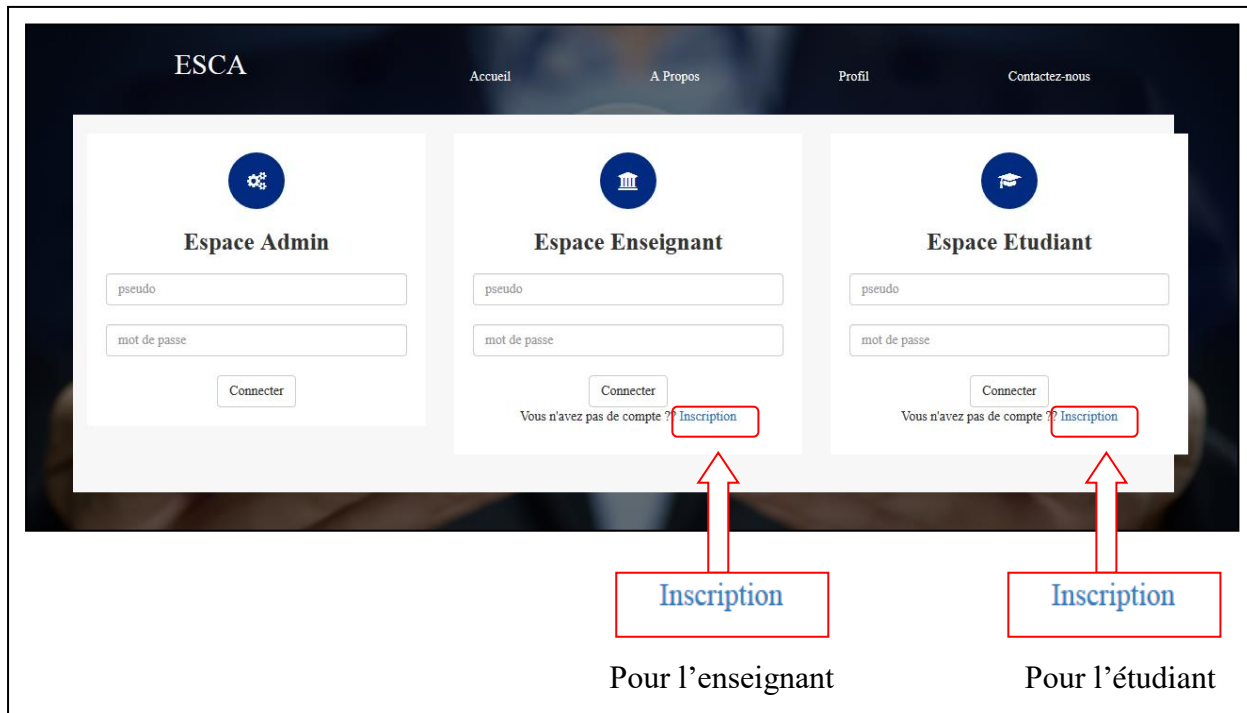 ESCA
Accueil A Propos Profil Contactez-nous
Espace Admin
pseudo
mot de passe
Connecter
Espace Enseignant
pseudo
mot de passe
Connecter
Vous n'avez pas de compte ?? Inscription
Espace Etudiant
pseudo
mot de passe
Connecter
Vous n'avez pas de compte ?? Inscription
Inscription
Pour l’enseignant
Inscription
Pour l’étudiant